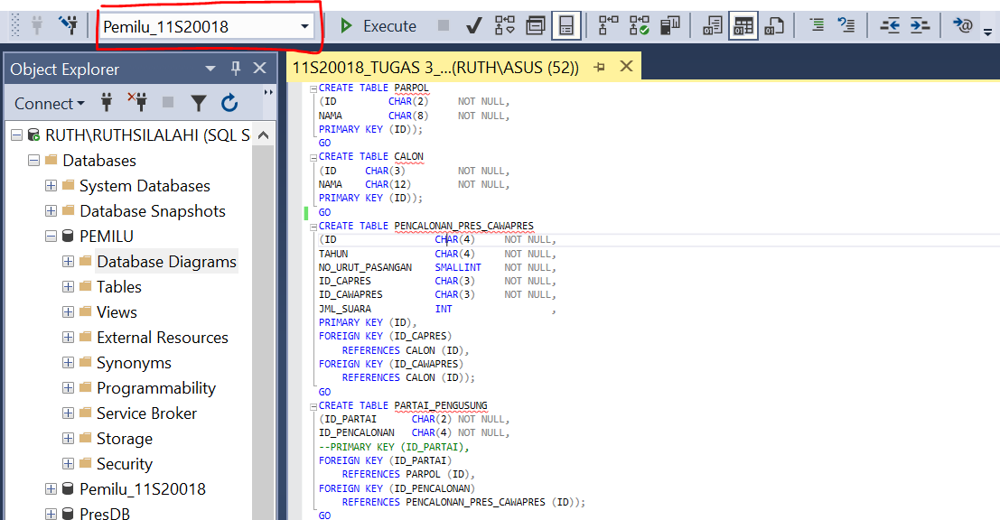 Pemilu_11S20018
Execute
Object Explorer
11S20018_TUGAS 3_...(RUTH\ASUS (52))
Connect
RUTH\RUTHSILALAHI (SQL S
Databases
System Databases
Database Snapshots
PEMILU
Database Diagrams
Tables
Views
External Resources
Synonyms
Programmability
Service Broker
Storage
Security
Pemilu_11S20018
PresDB
CREATE TABLE PARPOL
(ID CHAR(2) NOT NULL,
NAMA CHAR(8) NOT NULL,
PRIMARY KEY (ID));
GO
CREATE TABLE CALON
(ID CHAR(3) NOT NULL,
NAMA CHAR(12) NOT NULL,
PRIMARY KEY (ID));
GO
CREATE TABLE PENCALONAN_PRES_CAWAPRES
(ID CHAR(4) NOT NULL,
TAHUN CHAR(4) NOT NULL,
NO_URUT_PASANGAN SMALLINT NOT NULL,
ID_CAPRES CHAR(3) NOT NULL,
ID_CAWAPRES CHAR(3) NOT NULL,
JML_SUARA INT ,
PRIMARY KEY (ID),
FOREIGN KEY (ID_CAPRES)
REFERENCES CALON (ID),
FOREIGN KEY (ID_CAWAPRES)
REFERENCES CALON (ID));
GO
CREATE TABLE PARTAI_PENGUSUNG
(ID_PARTAI CHAR(2) NOT NULL,
ID_PENCALONAN CHAR(4) NOT NULL,
--PRIMARY KEY (ID_PARTAI),
FOREIGN KEY (ID_PARTAI)
REFERENCES PARPOL (ID),
FOREIGN KEY (ID_PENCALONAN)
REFERENCES PENCALONAN_PRES_CAWAPRES (ID));
GO